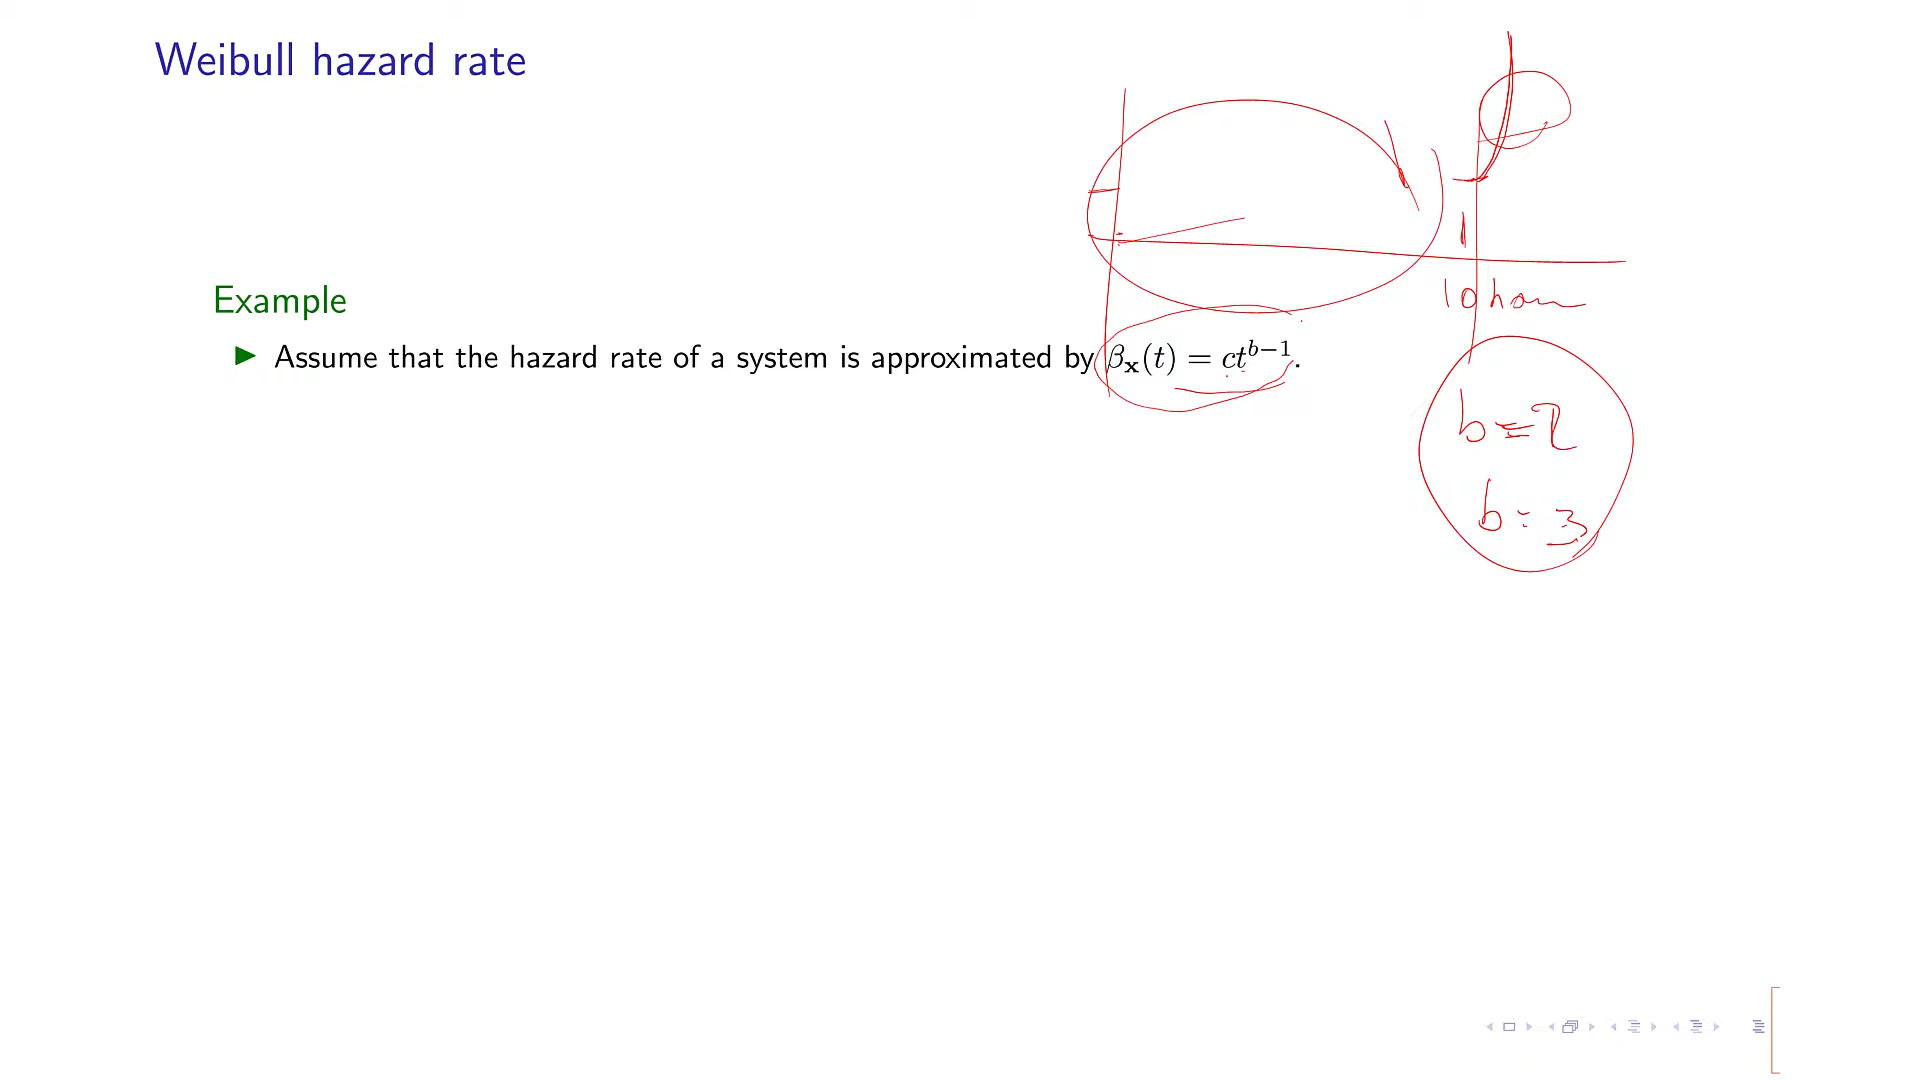 Weibull hazard rate
10 hour
Example
Assume that the hazard rate of a system is approximated by βx(t) = ct^{b−1}.
b=2
b=3